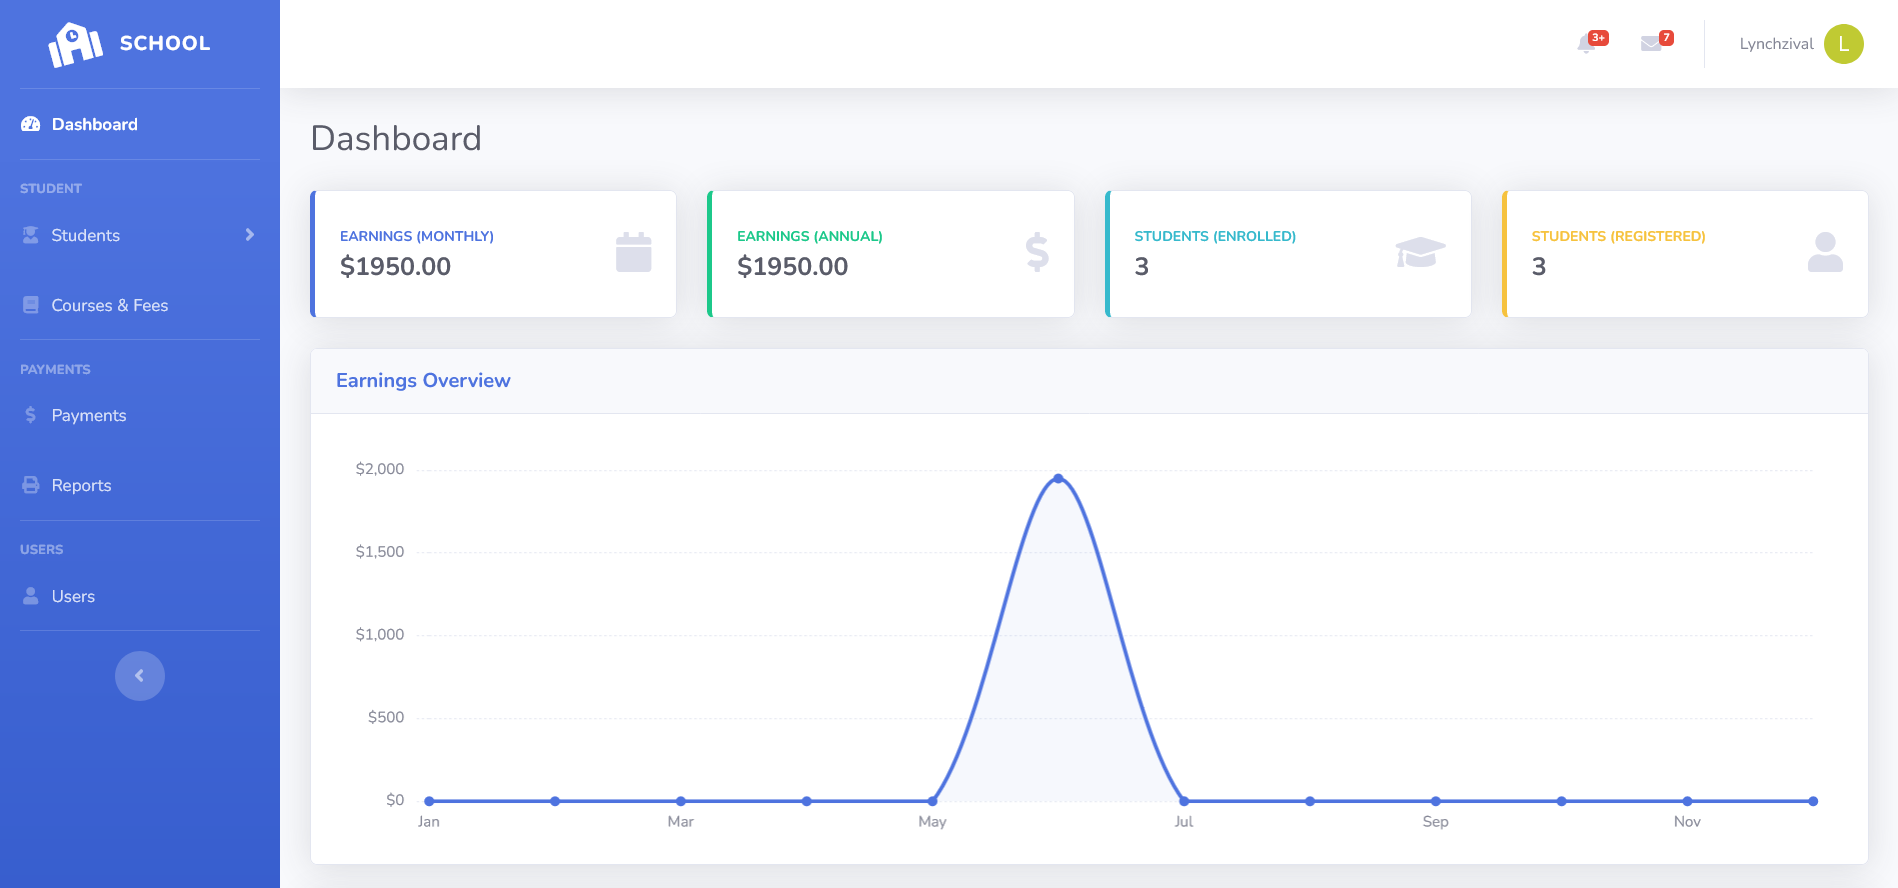 SCHOOL
Dashboard
STUDENT
Students
Courses & Fees
PAYMENTS
Payments
Reports
USERS
Users
3+
7
Lynchzival
L
Dashboard
EARNINGS (MONTHLY)
$1950.00
EARNINGS (ANNUAL)
$1950.00
STUDENTS (ENROLLED)
3
STUDENTS (REGISTERED)
3
Earnings Overview
$2,000
$1,500
$1,000
$500
$0
Jan Mar May Jul Sep Nov